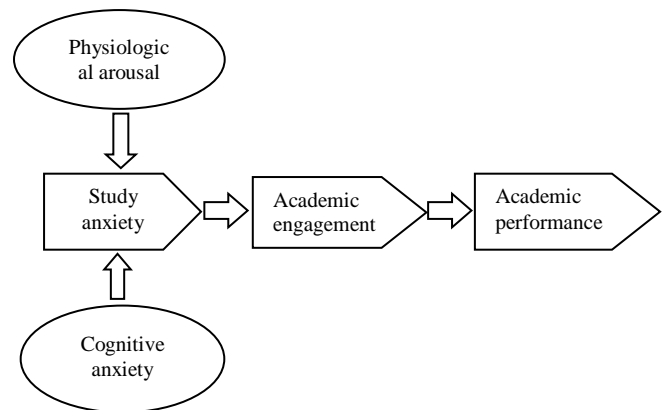 Physiologic
al arousal
Study
anxiety
Academic
engagement
Academic
performance
Cognitive
anxiety